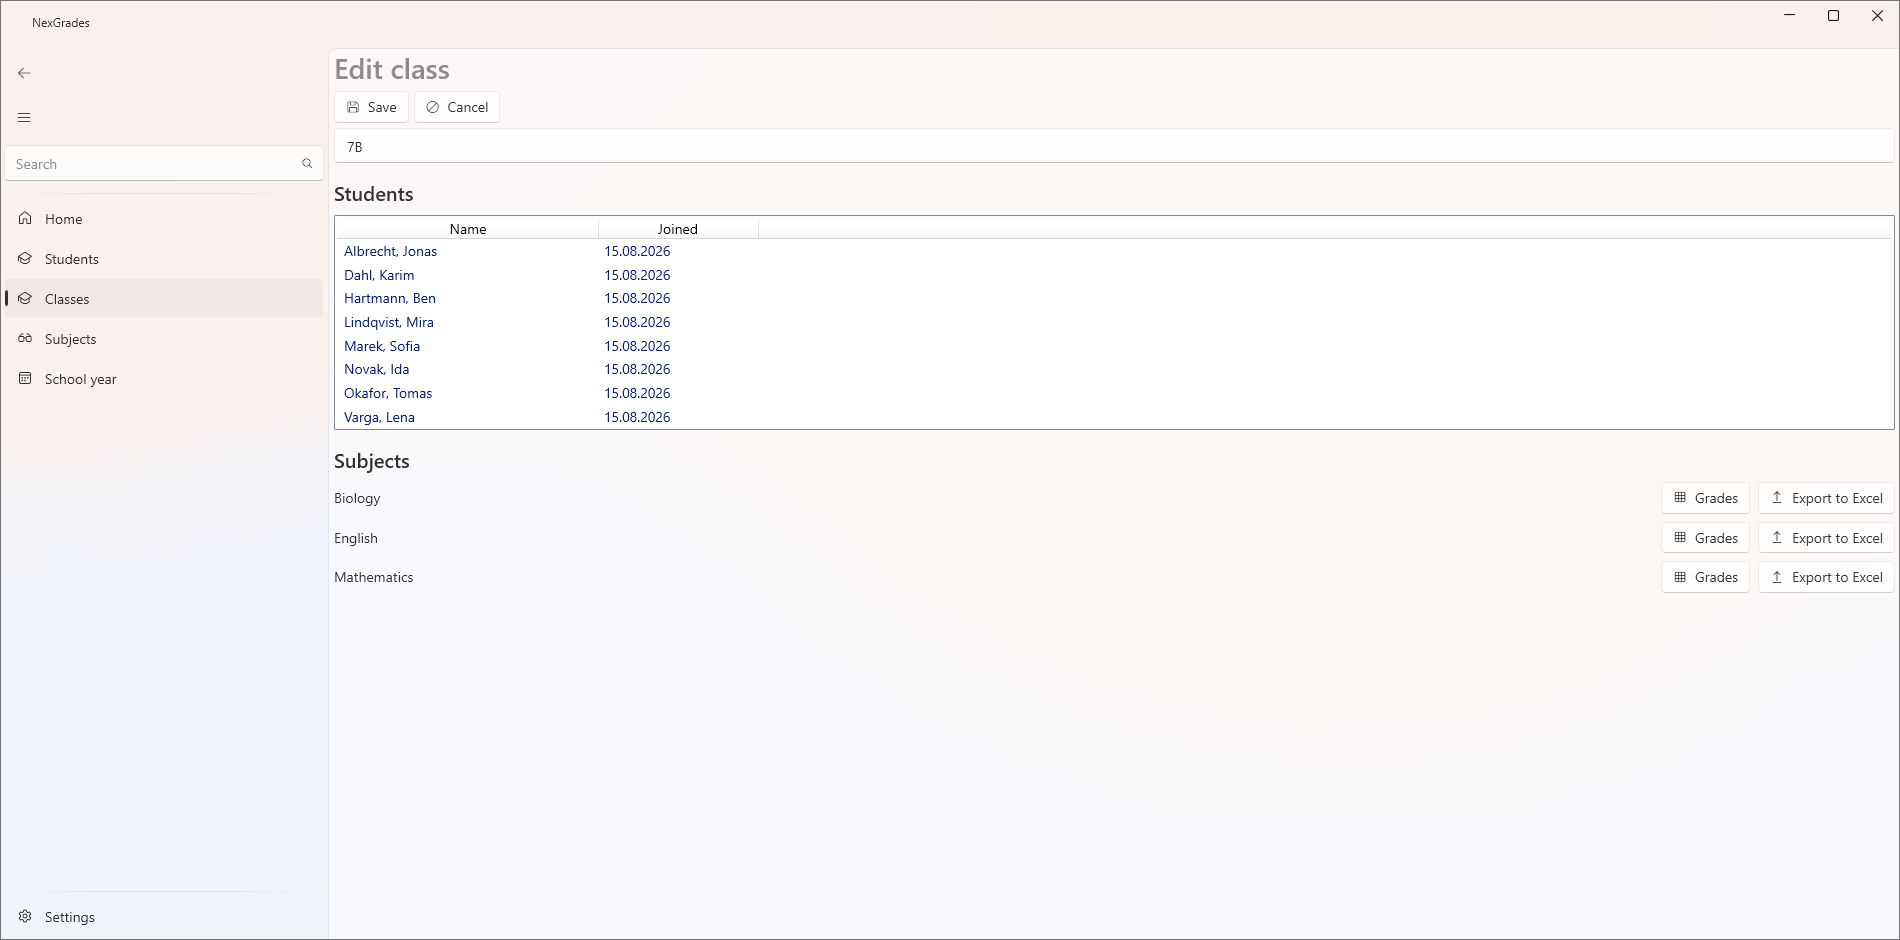 NexGrades
Edit class
Save Cancel
Search
7B
Students
Home
Students
Classes
Subjects
School year
Name Joined
Albrecht, Jonas 15.08.2026
Dahl, Karim 15.08.2026
Hartmann, Ben 15.08.2026
Lindqvist, Mira 15.08.2026
Marek, Sofia 15.08.2026
Novak, Ida 15.08.2026
Okafor, Tomas 15.08.2026
Varga, Lena 15.08.2026
Subjects
Biology Grades Export to Excel
English Grades Export to Excel
Mathematics Grades Export to Excel
Settings